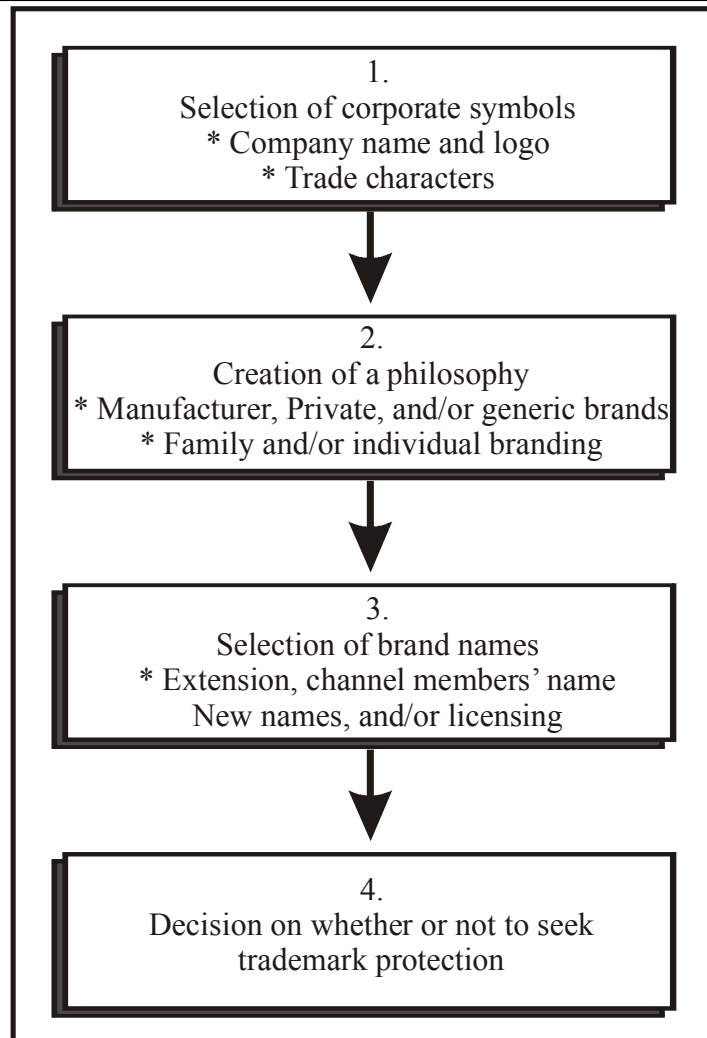 1.
Selection of corporate symbols
* Company name and logo
* Trade characters
2.
Creation of a philosophy
* Manufacturer, Private, and/or generic brands
* Family and/or individual branding
3.
Selection of brand names
* Extension, channel members’ name
New names, and/or licensing
4.
Decision on whether or not to seek
trademark protection